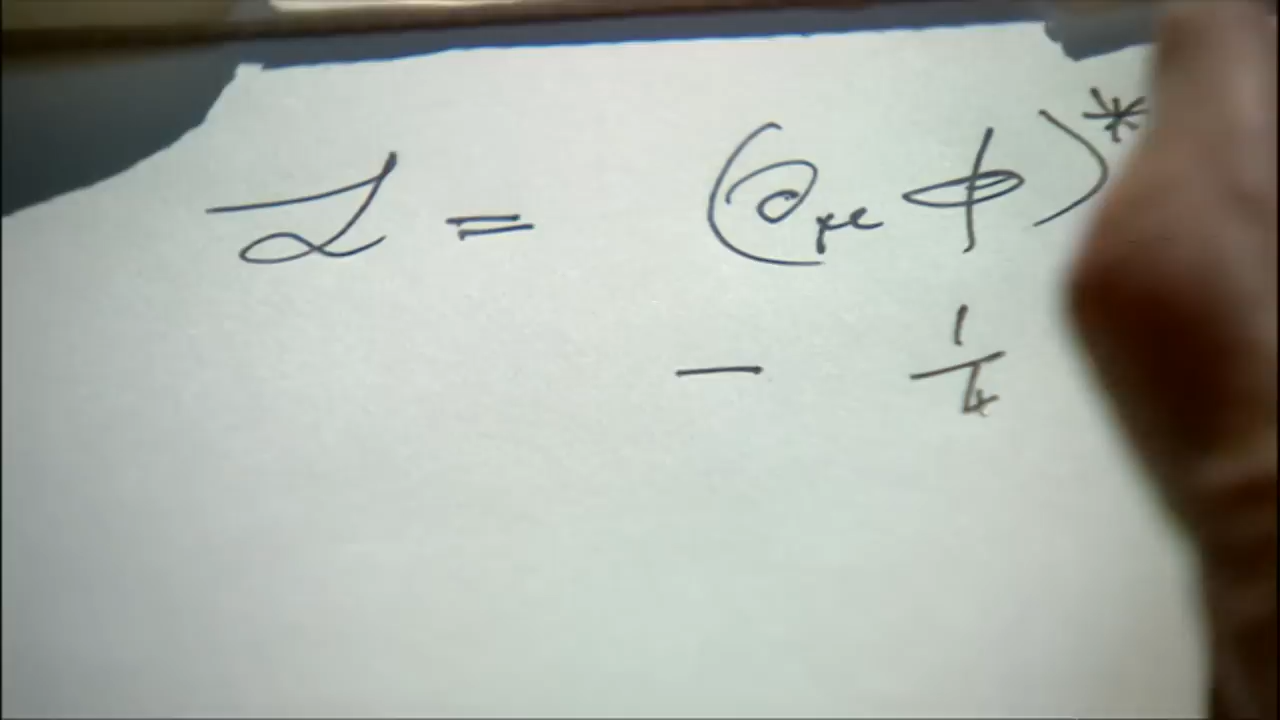 ℒ = (∂μ ϕ)*
− 1/4